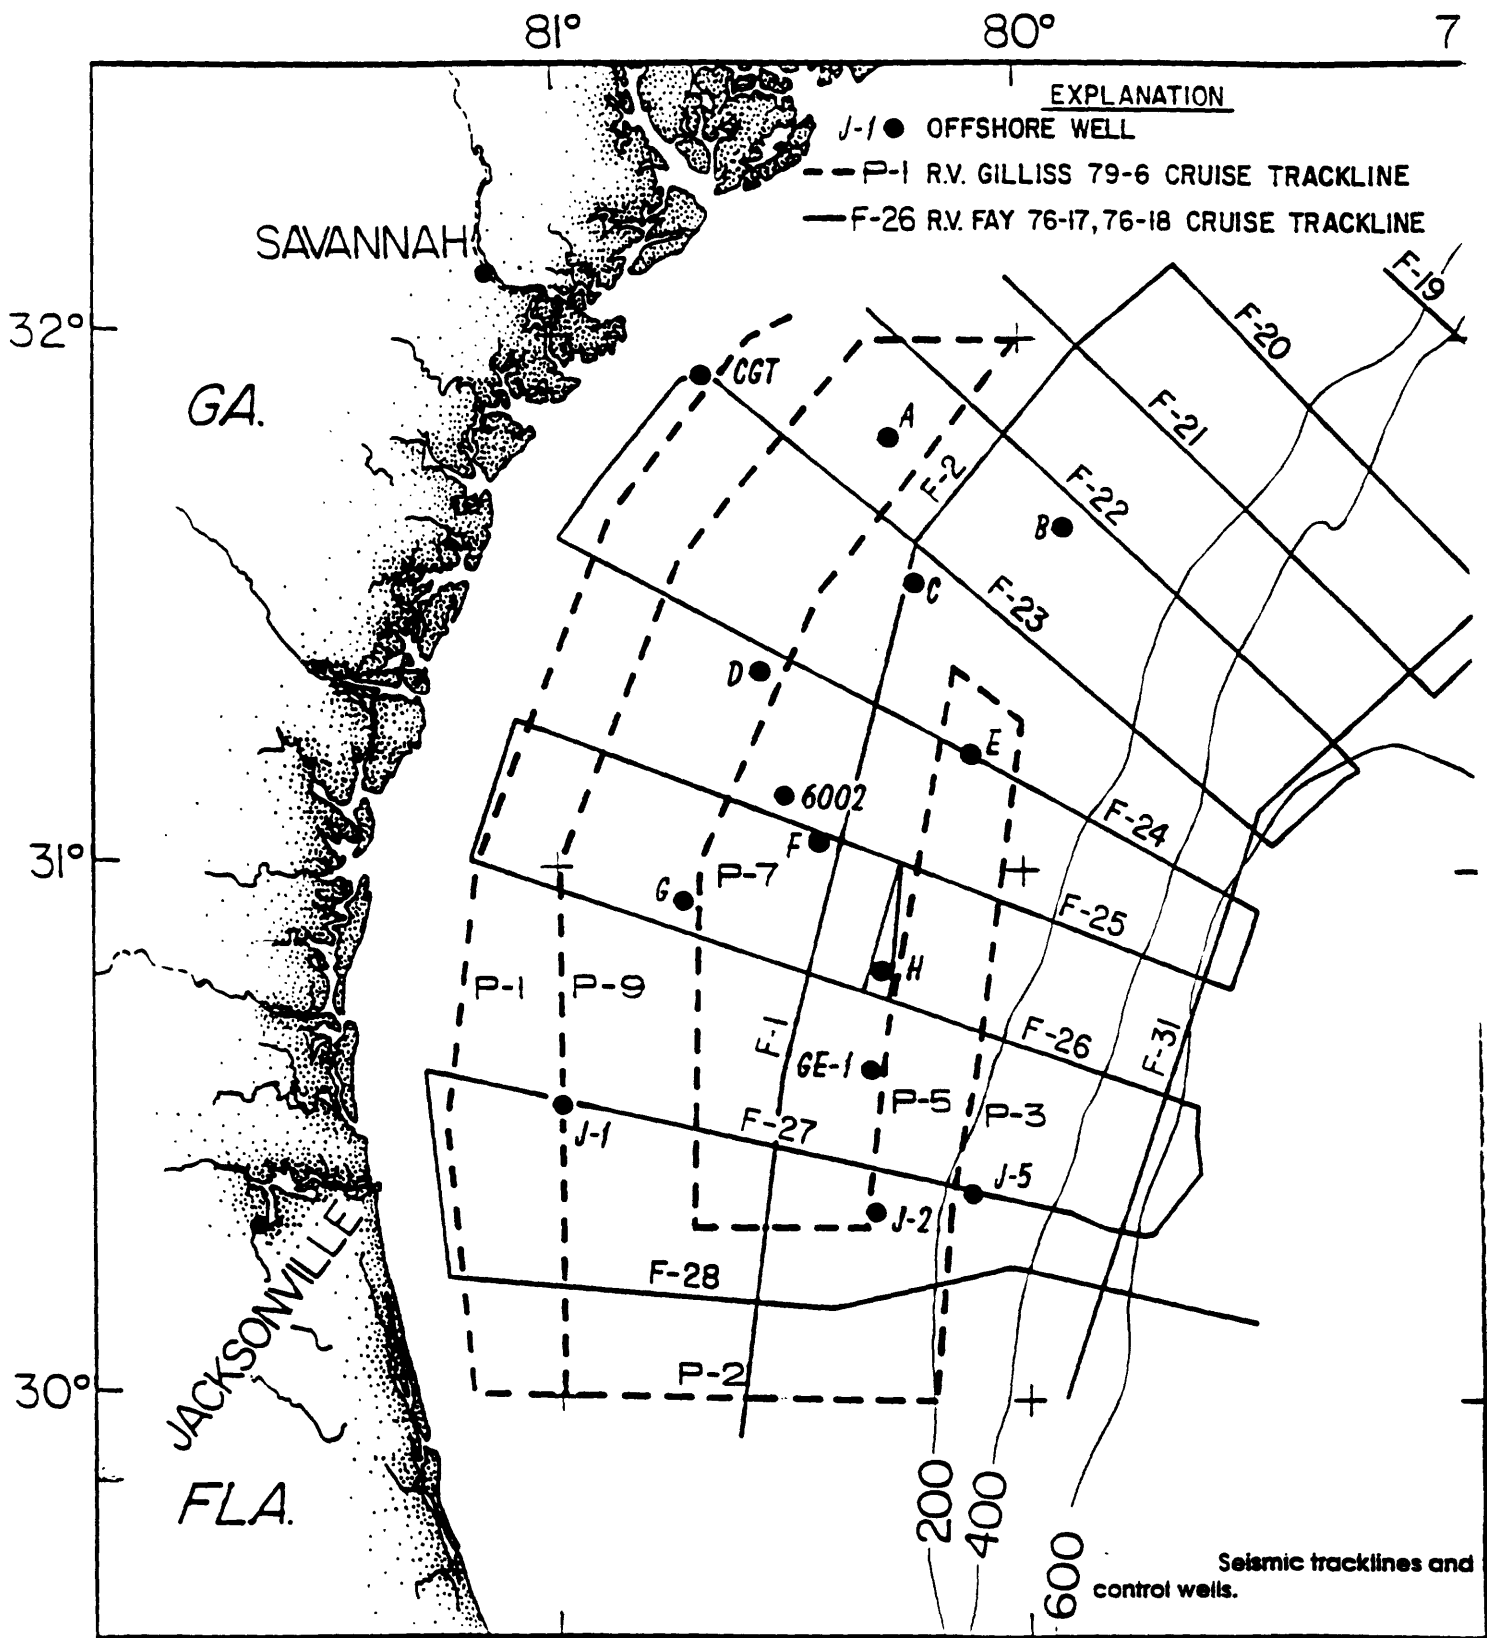 81° 80° 7
EXPLANATION
J-1 OFFSHORE WELL
P-1 R.V. GILLISS 79-6 CRUISE TRACKLINE
F-26 R.V. FAY 76-17, 76-18 CRUISE TRACKLINE
SAVANNAH
F-19
32°
F-20
CGT
GA.
A
F-21
F-2
F-22
B
C
F-23
D
E
6002
F-24
F
31°
P-7
G
F-25
H
P-1
P-9
F-1
F-26
F-31
GE-1
P-5
P-3
F-27
J-1
J-5
J-2
JACKSONVILLE
F-28
P-2
30°
FLA.
200
400
600
Seismic tracklines and
control wells.